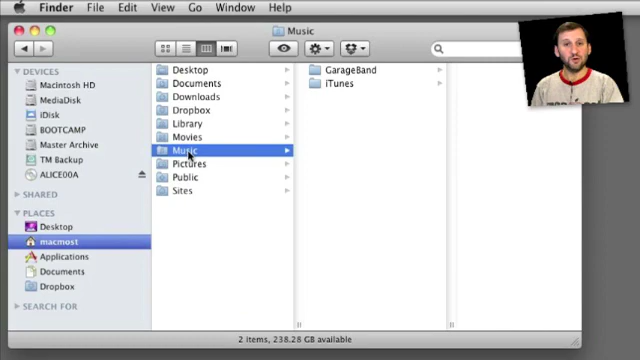 Finder File Edit View Go Window Help
Music
DEVICES
Macintosh HD
MediaDisk
iDisk
BOOTCAMP
Master Archive
TM Backup
ALICE00A
SHARED
PLACES
Desktop
macmost
Applications
Documents
Dropbox
SEARCH FOR
Desktop
Documents
Downloads
Dropbox
Library
Movies
Music
Pictures
Public
Sites
GarageBand
iTunes
2 items, 238.28 GB available